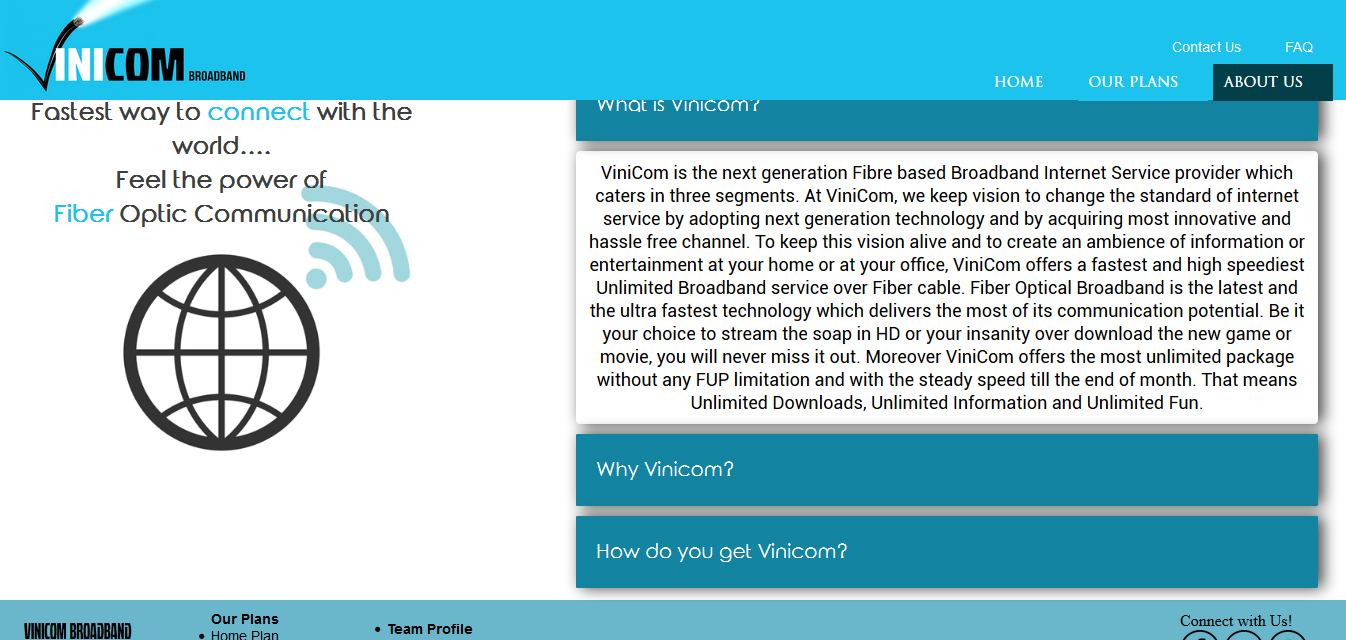 VINICOM BROADBAND
Contact Us FAQ
HOME OUR PLANS ABOUT US
Fastest way to connect with the
world....
Feel the power of
Fiber Optic Communication
What is Vinicom?
ViniCom is the next generation Fibre based Broadband Internet Service provider which
caters in three segments. At ViniCom, we keep vision to change the standard of internet
service by adopting next generation technology and by acquiring most innovative and
hassle free channel. To keep this vision alive and to create an ambience of information or
entertainment at your home or at your office, ViniCom offers a fastest and high speediest
Unlimited Broadband service over Fiber cable. Fiber Optical Broadband is the latest and
the ultra fastest technology which delivers the most of its communication potential. Be it
your choice to stream the soap in HD or your insanity over download the new game or
movie, you will never miss it out. Moreover ViniCom offers the most unlimited package
without any FUP limitation and with the steady speed till the end of month. That means
Unlimited Downloads, Unlimited Information and Unlimited Fun.
Why Vinicom?
How do you get Vinicom?
VINICOM BROADBAND
Our Plans
• Home Plan
• Team Profile
Connect with Us!